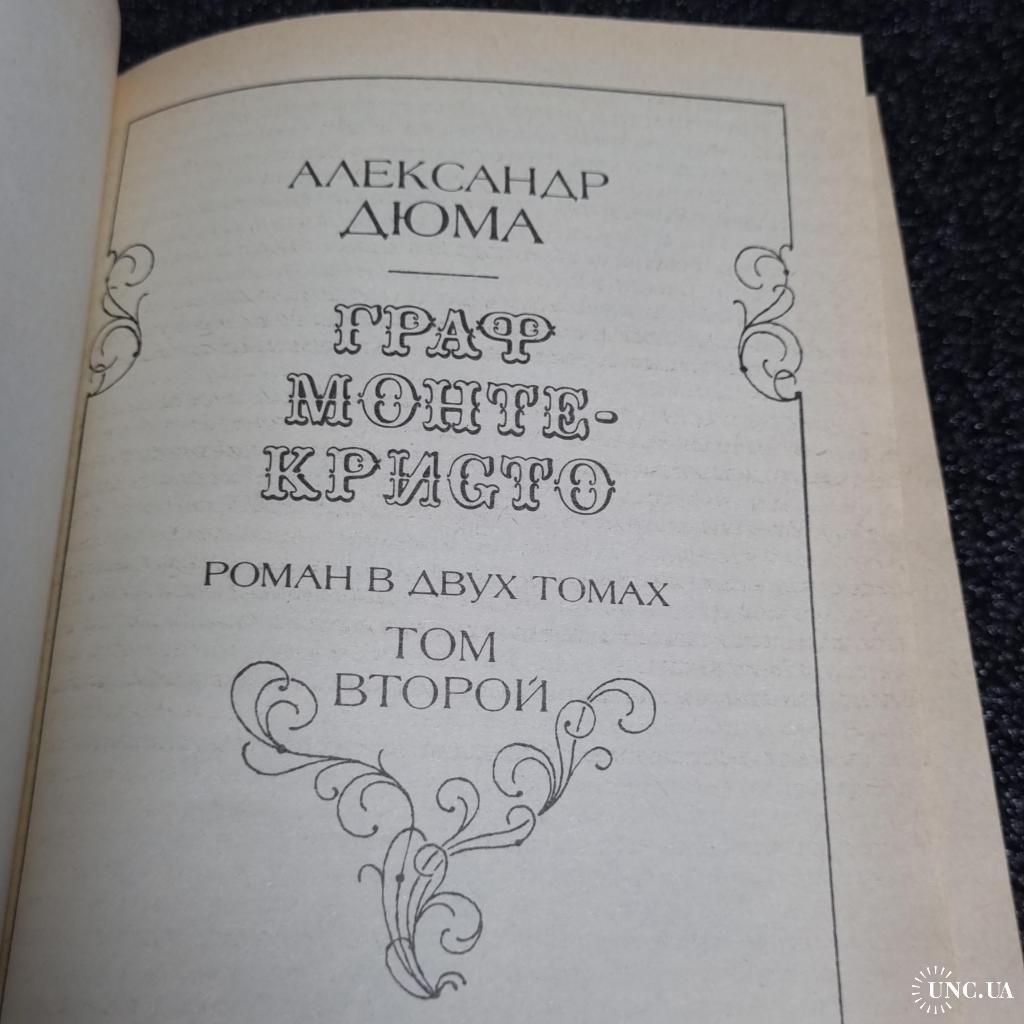 АЛЕКСАНДР
ДЮМА
ГРАФ
МОНТЕ-
КРИСТО
РОМАН В ДВУХ ТОМАХ
ТОМ
ВТОРОЙ
UNC.UA